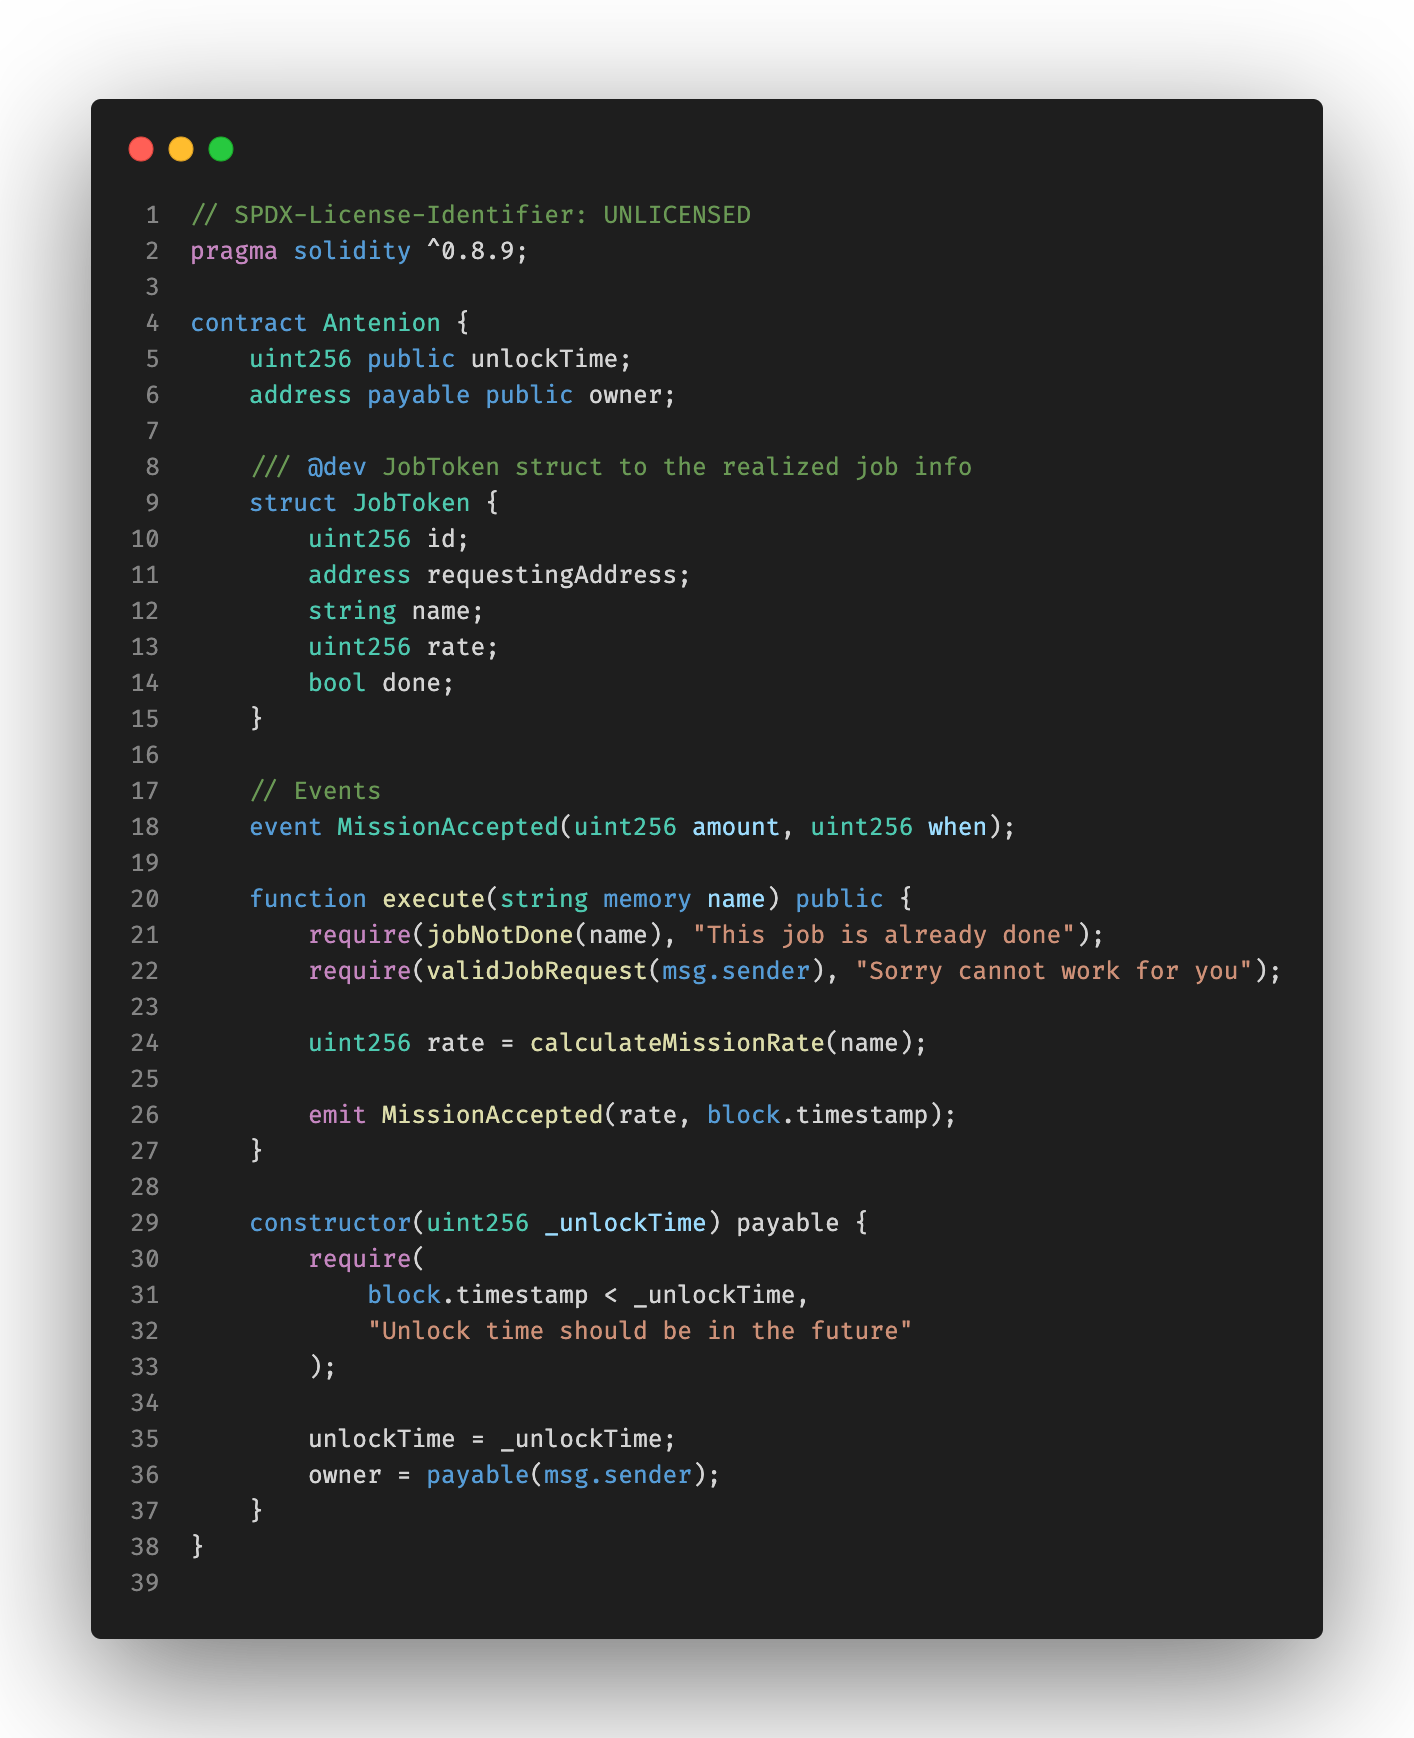 1 // SPDX-License-Identifier: UNLICENSED
2 pragma solidity ^0.8.9;
3
4 contract Antenion {
5     uint256 public unlockTime;
6     address payable public owner;
7
8     /// @dev JobToken struct to the realized job info
9     struct JobToken {
10         uint256 id;
11         address requestingAddress;
12         string name;
13         uint256 rate;
14         bool done;
15     }
16
17     // Events
18     event MissionAccepted(uint256 amount, uint256 when);
19
20     function execute(string memory name) public {
21         require(jobNotDone(name), "This job is already done");
22         require(validJobRequest(msg.sender), "Sorry cannot work for you");
23
24         uint256 rate = calculateMissionRate(name);
25
26         emit MissionAccepted(rate, block.timestamp);
27     }
28
29     constructor(uint256 _unlockTime) payable {
30         require(
31             block.timestamp < _unlockTime,
32             "Unlock time should be in the future"
33         );
34
35         unlockTime = _unlockTime;
36         owner = payable(msg.sender);
37     }
38 }
39